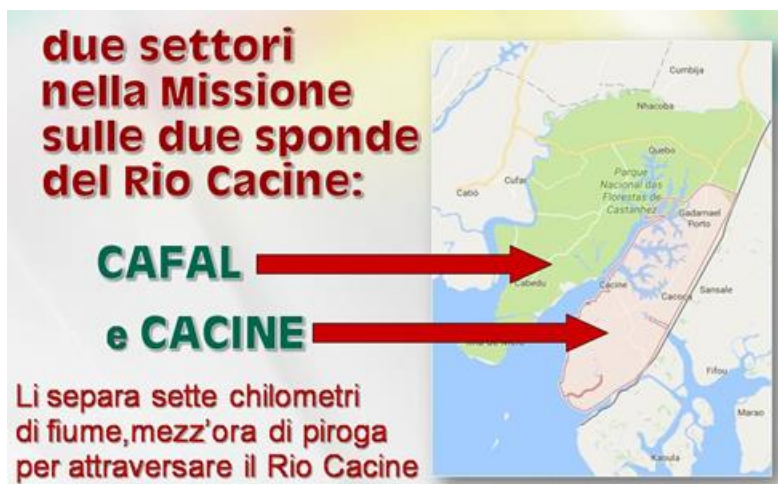 due settori
nella Missione
sulle due sponde
del Rio Cacine:
CAFAL
e CACINE
Li separa sette chilometri
di fiume,mezz'ora di piroga
per attraversare il Rio Cacine
Cumbija
Nhacoba
Quebo
Cufar
Catió
Parque
Nacional das
Florestas de
Castanhez
Gadamael
Porto
Cabedu
Cacine
Cacoca
Sansale
Fifou
Marao
Kaoula